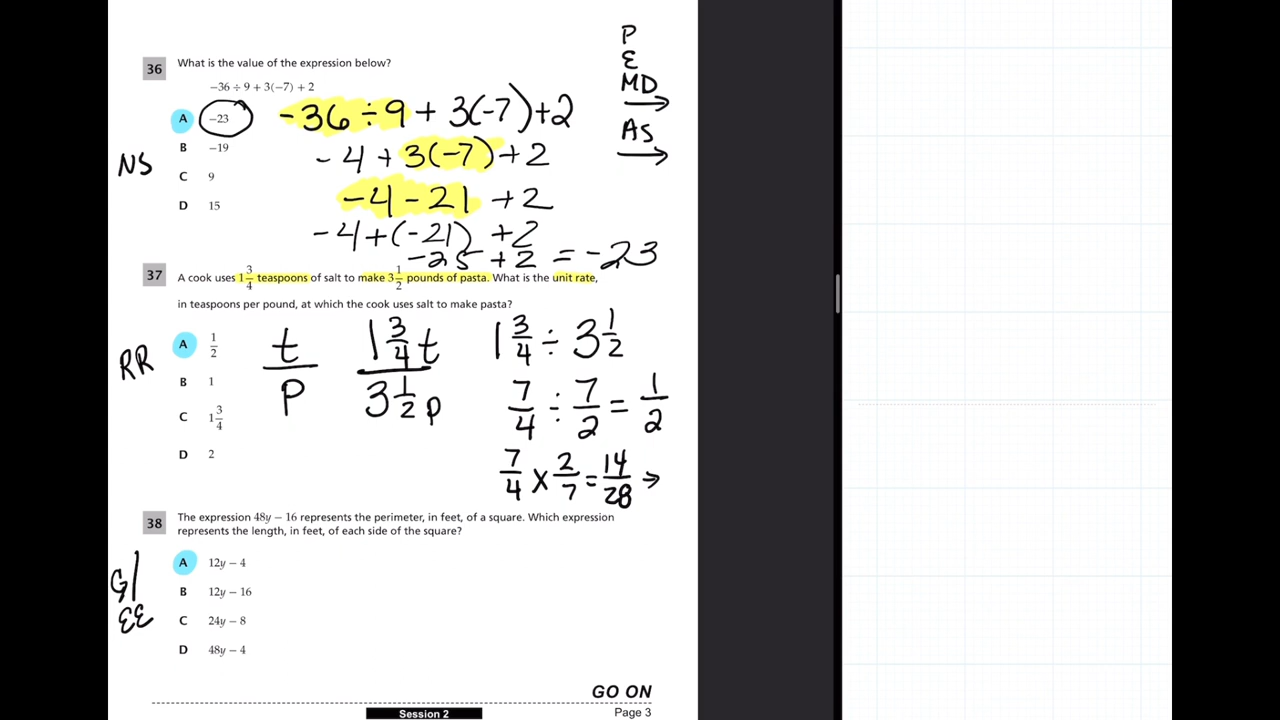 P
E
MD
AS
36 What is the value of the expression below?
−36 ÷ 9 + 3(−7) + 2
A −23
B −19
C 9
D 15
NS
-36 ÷ 9 + 3(-7) + 2
-4 + 3(-7) + 2
-4 - 21 + 2
-4 + (-21) + 2
-25 + 2 = -23
37 A cook uses 1 3/4 teaspoons of salt to make 3 1/2 pounds of pasta. What is the unit rate,
in teaspoons per pound, at which the cook uses salt to make pasta?
A 1/2
B 1
C 1 3/4
D 2
RR
t/p
1 3/4 t / 3 1/2 p
1 3/4 ÷ 3 1/2
7/4 ÷ 7/2 = 1/2
7/4 × 2/7 = 14/28 →
38 The expression 48y − 16 represents the perimeter, in feet, of a square. Which expression
represents the length, in feet, of each side of the square?
A 12y − 4
B 12y − 16
C 24y − 8
D 48y − 4
G/
EE
GO ON
Session 2
Page 3